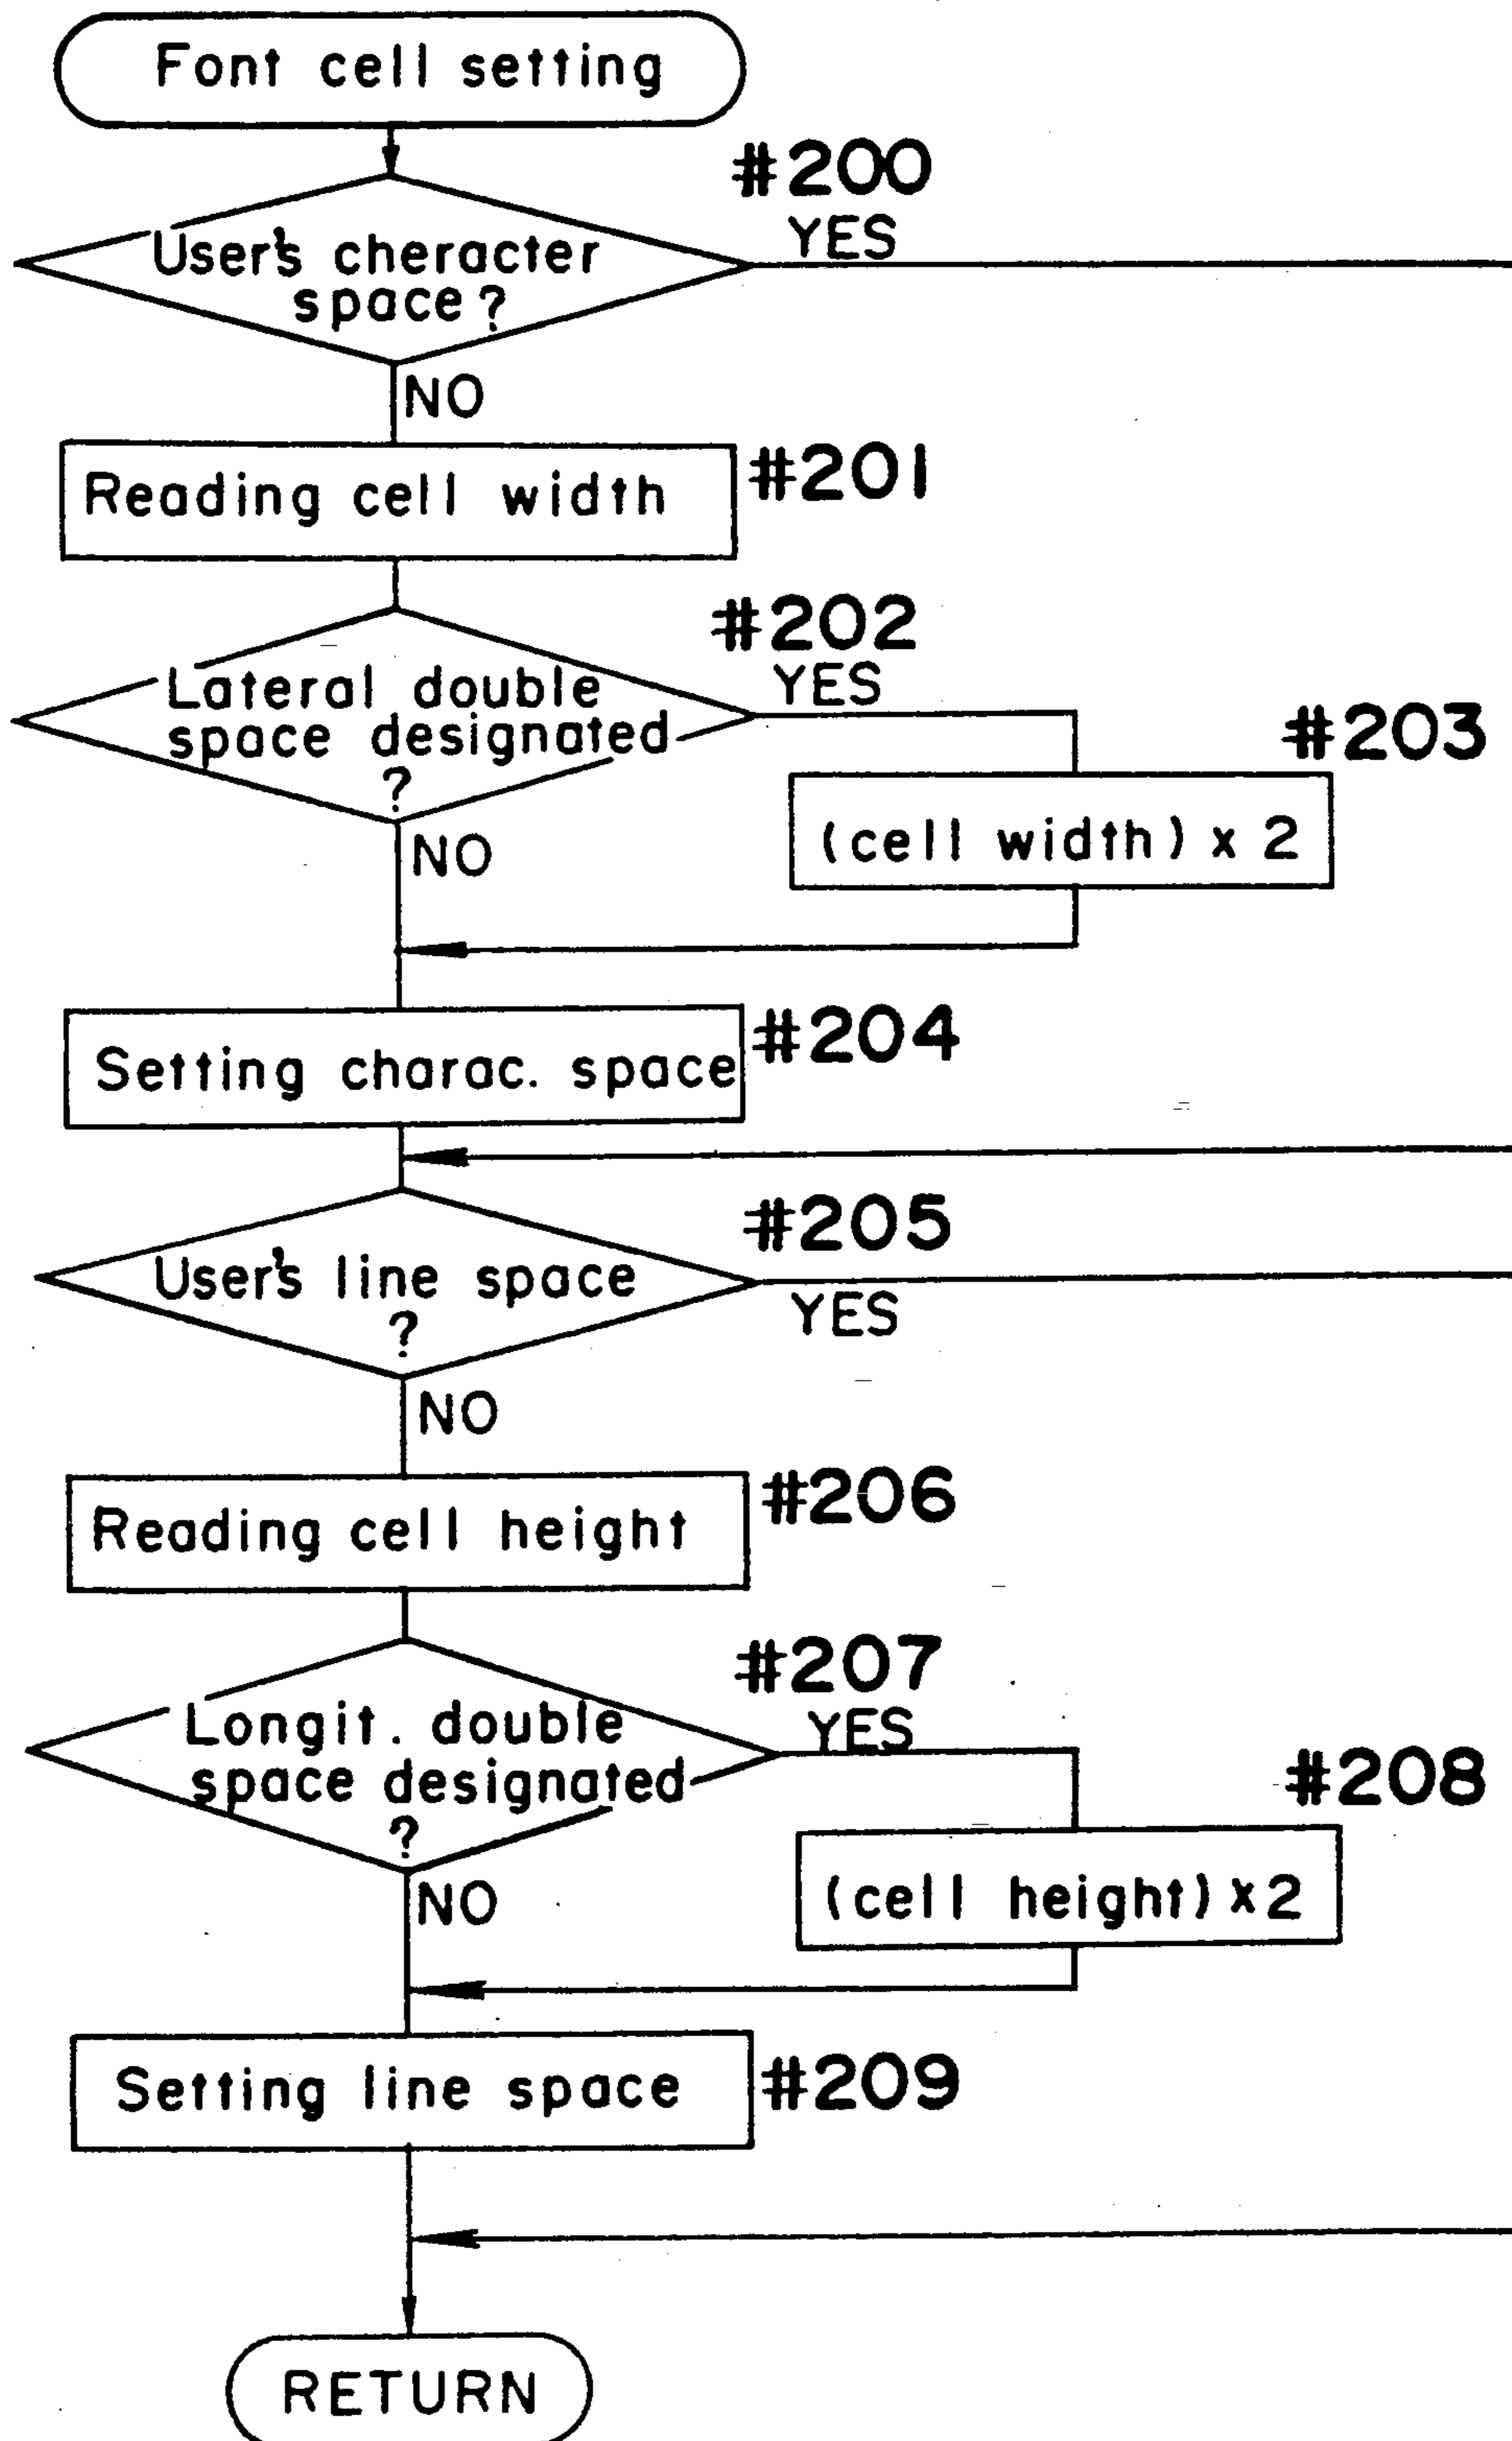 Font cell setting
#200
YES
User's cheracter
space?
NO
Reading cell width
#201
#202
YES
Lateral double
space designated
?
NO
#203
(cell width) x 2
Setting charac. space
#204
#205
User's line space
?
YES
NO
Reading cell height
#206
#207
YES
Longit. double
space designated
?
NO
#208
(cell height) x 2
Setting line space
#209
RETURN